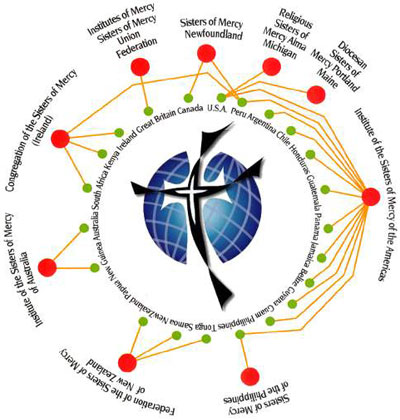 Institutes of Mercy
Sisters of Mercy
Union
Federation
Sisters of Mercy
Newfoundland
Religious
Sisters of
Mercy Alma
Michigan
Diocesan
Sisters of
Mercy Portland
Maine
Institute of the Sisters of Mercy of the Americas
Sisters of Mercy
of the Philippines
Federation of the Sisters of Mercy
of New Zealand
Institute of the Sisters of Mercy
of Australia
Congregation of the Sisters of Mercy
(Ireland)
U.S.A. Peru Argentina Chile Honduras Guatemala Panama Jamaica Belize Guyana Guam Philippines Tonga Samoa New Zealand Papua New Guinea Australia South Africa Kenya Ireland Great Britain Canada